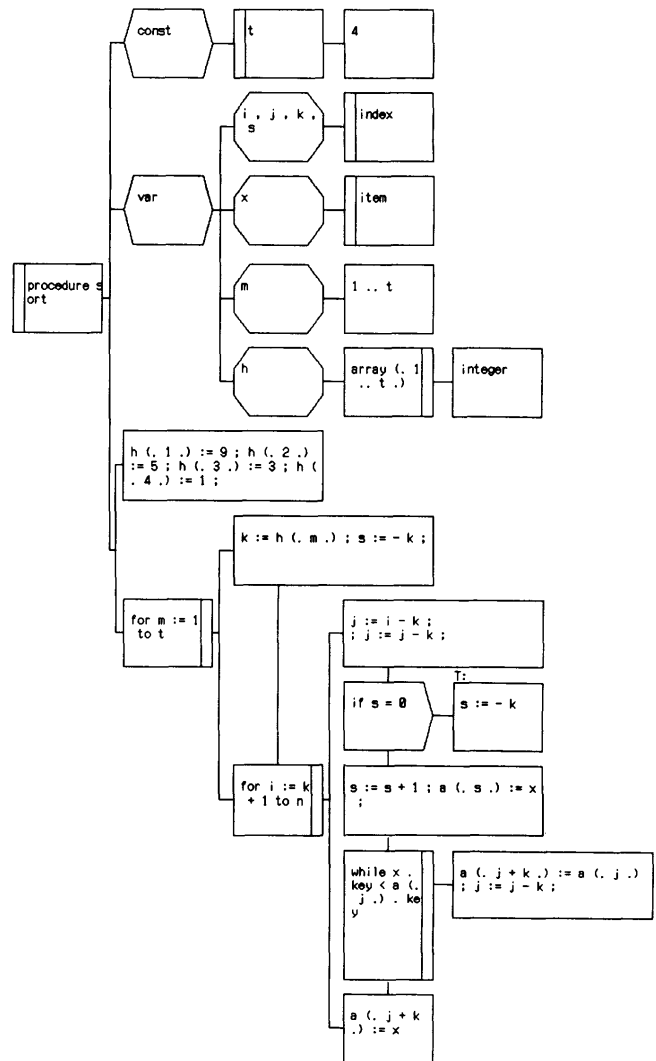 const
t
4
i , j , k ,
s
index
var
x
item
procedure s
ort
m
1 .. t
h
array (. 1
.. t .)
integer
h (. 1 .) := 9 ; h (. 2 .)
:= 5 ; h (. 3 .) := 3 ; h (
. 4 .) := 1 ;
k := h (. m .) ; s := - k ;
for m := 1
to t
j := i - k ;
; j := j - k ;
T:
if s = 0
s := - k
for i := k
+ 1 to n
s := s + 1 ; a (. s .) := x
;
while x .
key < a (.
j .) . ke
y
a (. j + k .) := a (. j .)
; j := j - k ;
a (. j + k
.) := x